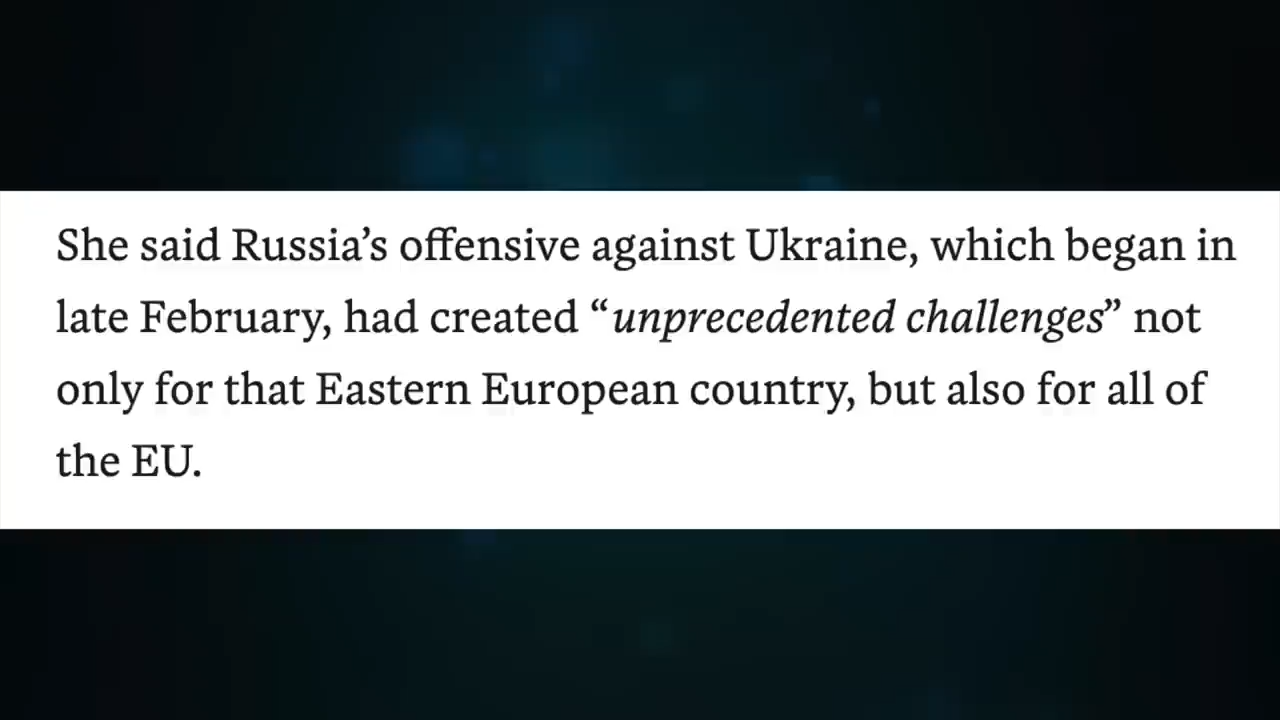 She said Russia’s offensive against Ukraine, which began in
late February, had created “unprecedented challenges” not
only for that Eastern European country, but also for all of
the EU.